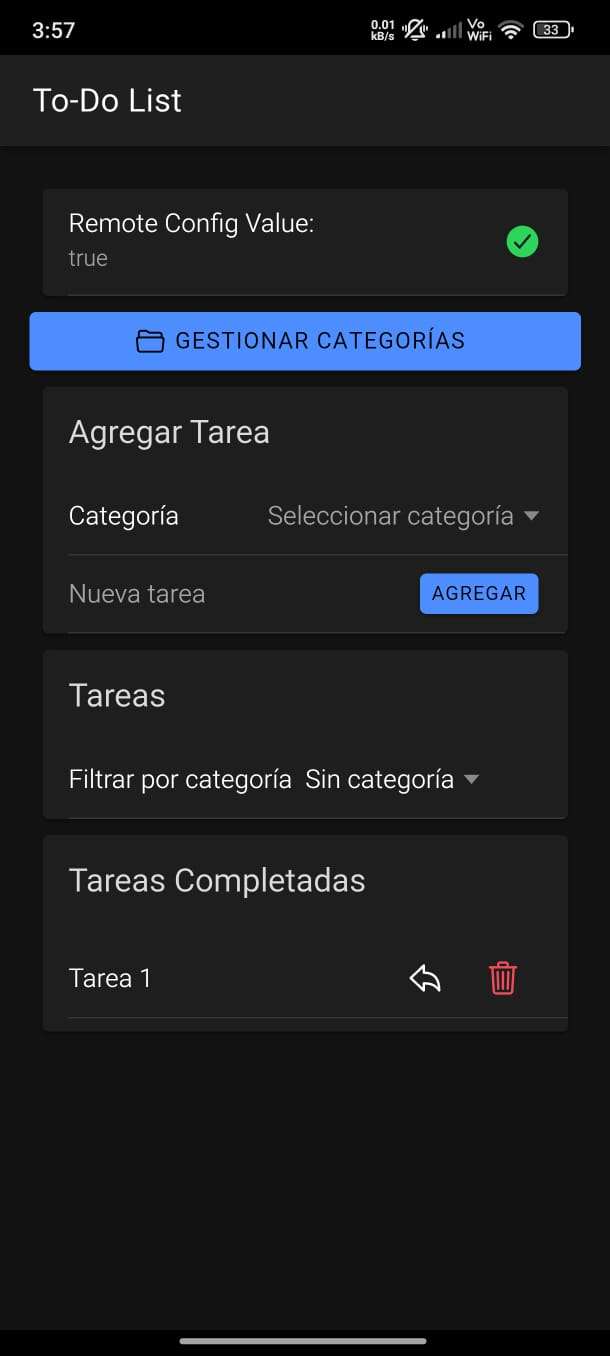 3:57
0.01 kB/s Vo WiFi 33
To-Do List
Remote Config Value:
true
GESTIONAR CATEGORÍAS
Agregar Tarea
Categoría Seleccionar categoría
Nueva tarea AGREGAR
Tareas
Filtrar por categoría Sin categoría
Tareas Completadas
Tarea 1